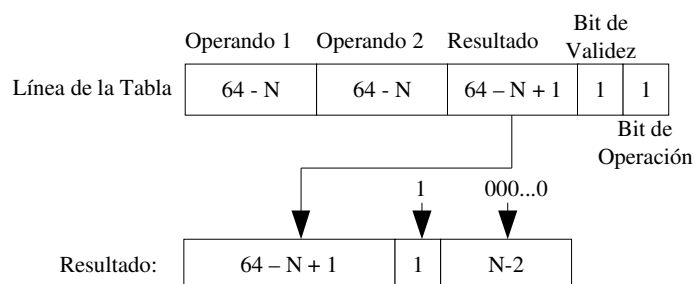 Bit de
Validez
Operando 1 Operando 2 Resultado
Línea de la Tabla 64 - N 64 - N 64 – N + 1 1 1
Bit de
Operación
1 000...0
Resultado: 64 – N + 1 1 N-2